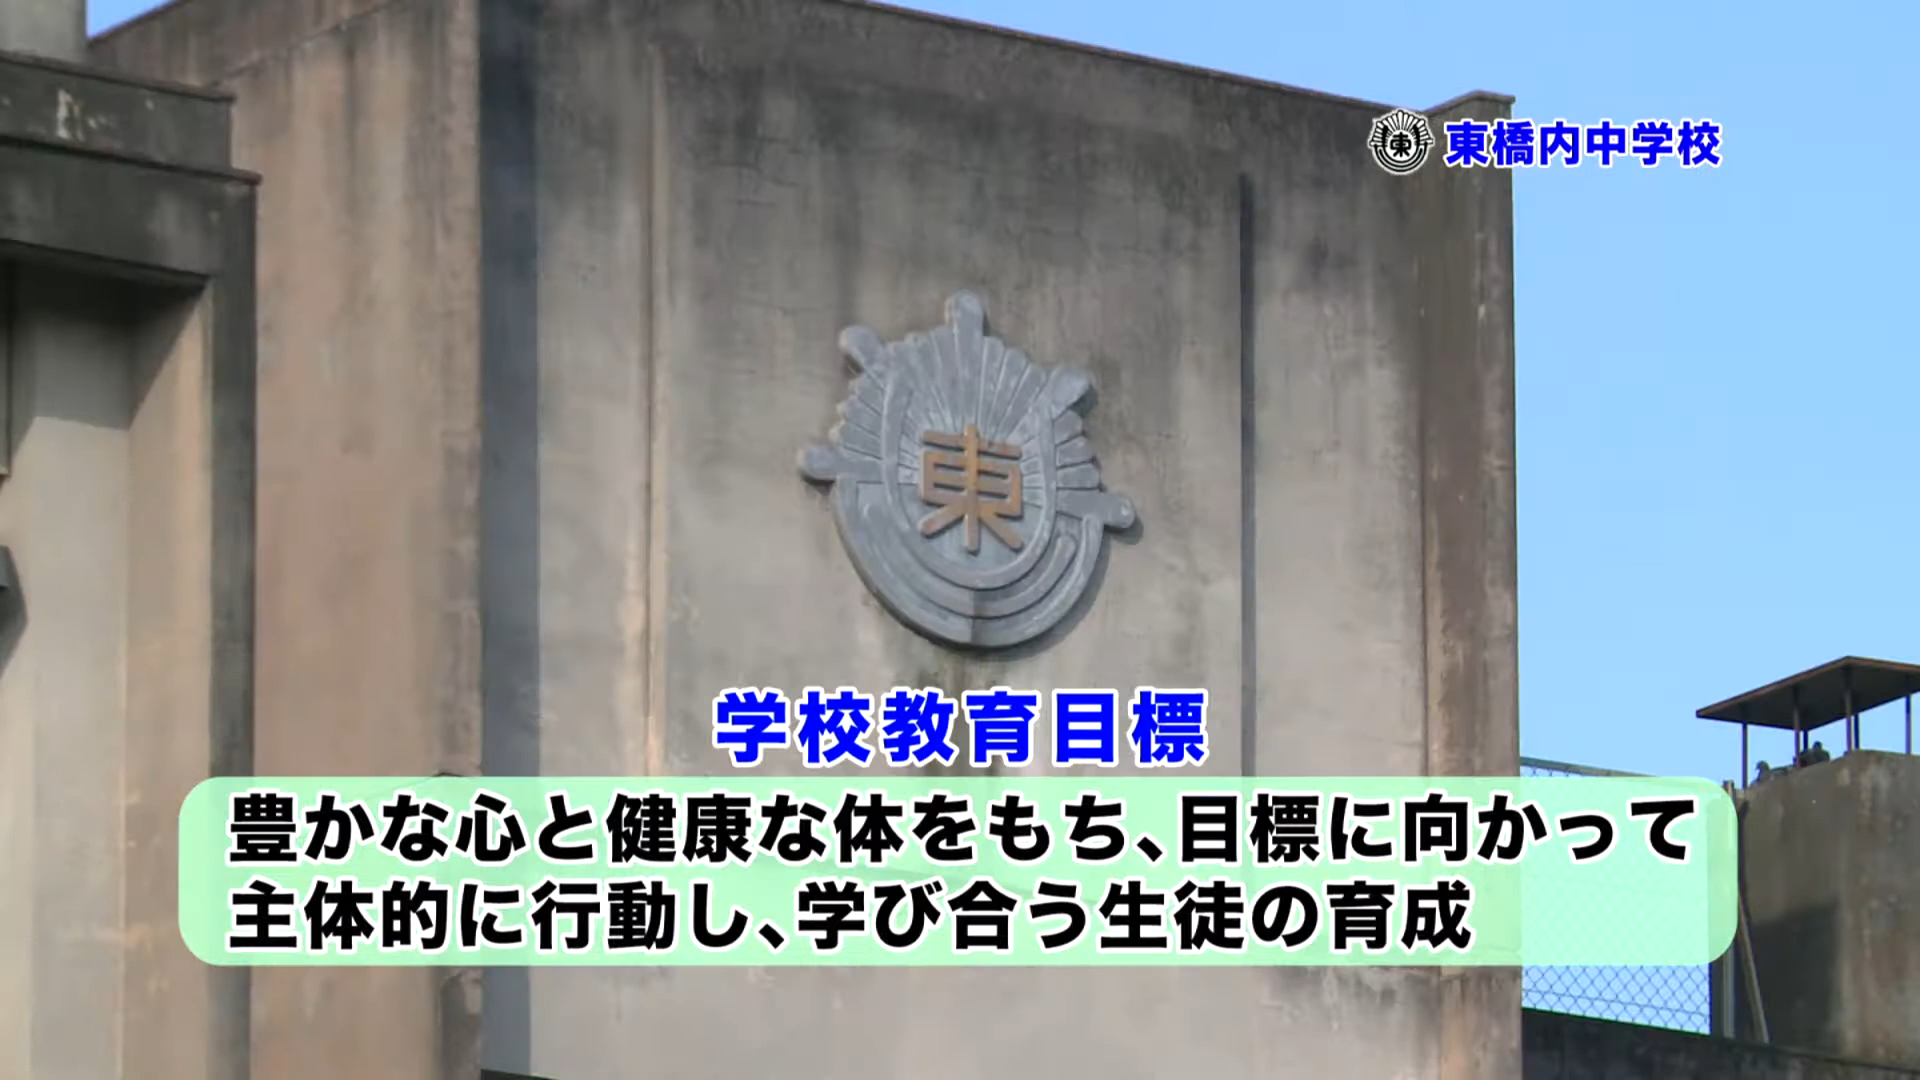 東 東橋内中学校
東
学校教育目標
豊かな心と健康な体をもち、目標に向かって
主体的に行動し、学び合う生徒の育成